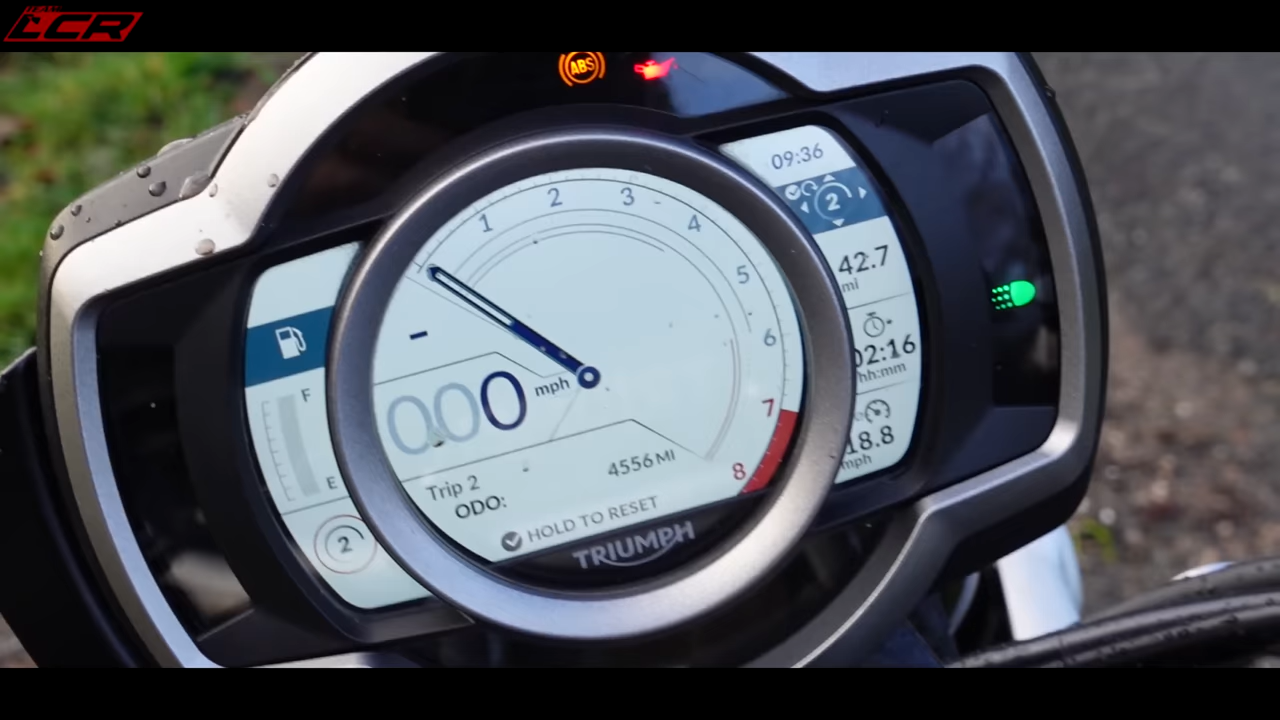 LCR
ABS
09:36
2
42.7
mi
02:16
hh:mm
18.8
mph
1
2
3
4
5
6
7
8
-
000 mph
F
E
2
4556 MI
Trip 2
ODO:
HOLD TO RESET
TRIUMPH